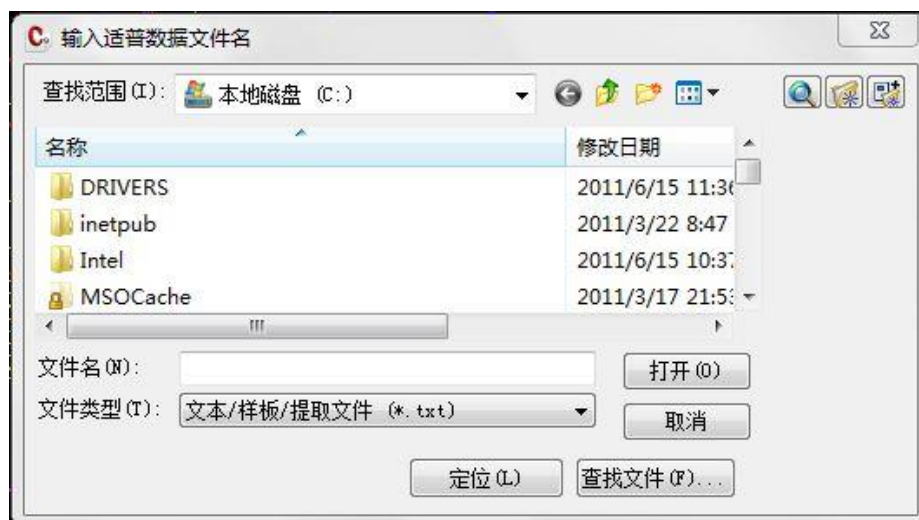 输入适普数据文件名
查找范围(I): 本地磁盘 (C:)
名称 修改日期
DRIVERS 2011/6/15 11:36
inetpub 2011/3/22 8:47
Intel 2011/6/15 10:37
MSOCache 2011/3/17 21:53
文件名(N): 打开(O)
文件类型(T): 文本/样板/提取文件 (*.txt) 取消
定位(L) 查找文件(F)...